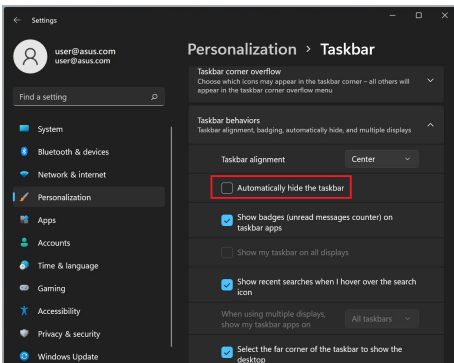 Settings
user@asus.com
user@asus.com
Find a setting
System
Bluetooth & devices
Network & internet
Personalization
Apps
Accounts
Time & language
Gaming
Accessibility
Privacy & security
Windows Update
Personalization > Taskbar
Taskbar corner overflow
Choose which icons may appear in the taskbar corner – all others will
appear in the taskbar corner overflow menu
Taskbar behaviors
Taskbar alignment, badging, automatically hide, and multiple displays
Taskbar alignment
Center
Automatically hide the taskbar
Show badges (unread messages counter) on
taskbar apps
Show my taskbar on all displays
Show recent searches when I hover over the search
icon
When using multiple displays,
show my taskbar apps on
All taskbars
Select the far corner of the taskbar to show the
desktop